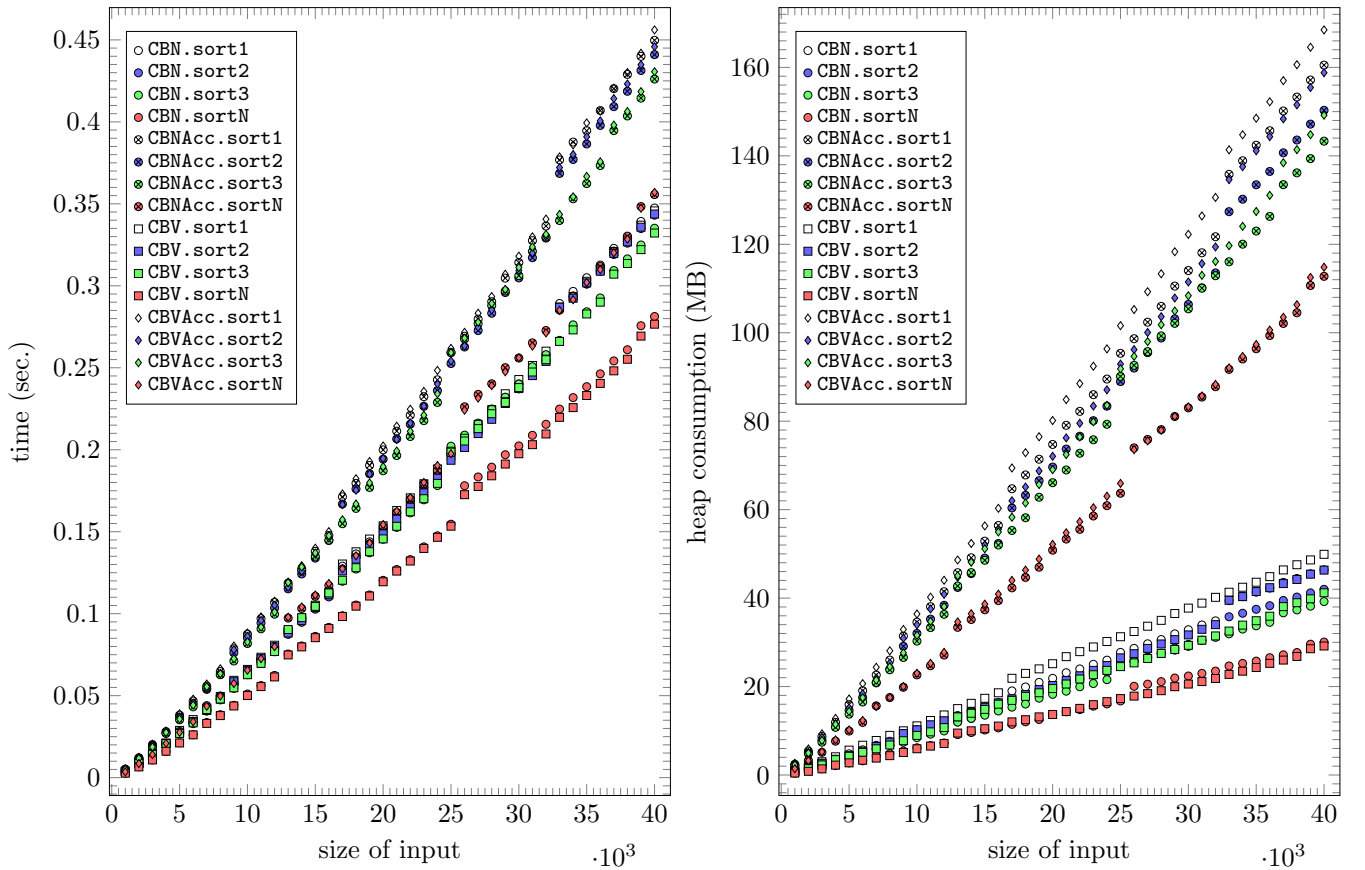 0.45
0.4
0.35
0.3
0.25
0.2
0.15
0.1
0.05
0
time (sec.)
CBN.sort1
CBN.sort2
CBN.sort3
CBN.sortN
CBNAcc.sort1
CBNAcc.sort2
CBNAcc.sort3
CBNAcc.sortN
CBV.sort1
CBV.sort2
CBV.sort3
CBV.sortN
CBVAcc.sort1
CBVAcc.sort2
CBVAcc.sort3
CBVAcc.sortN
0 5 10 15 20 25 30 35 40
size of input
·10³
160
140
120
100
80
60
40
20
0
heap consumption (MB)
CBN.sort1
CBN.sort2
CBN.sort3
CBN.sortN
CBNAcc.sort1
CBNAcc.sort2
CBNAcc.sort3
CBNAcc.sortN
CBV.sort1
CBV.sort2
CBV.sort3
CBV.sortN
CBVAcc.sort1
CBVAcc.sort2
CBVAcc.sort3
CBVAcc.sortN
0 5 10 15 20 25 30 35 40
size of input
·10³